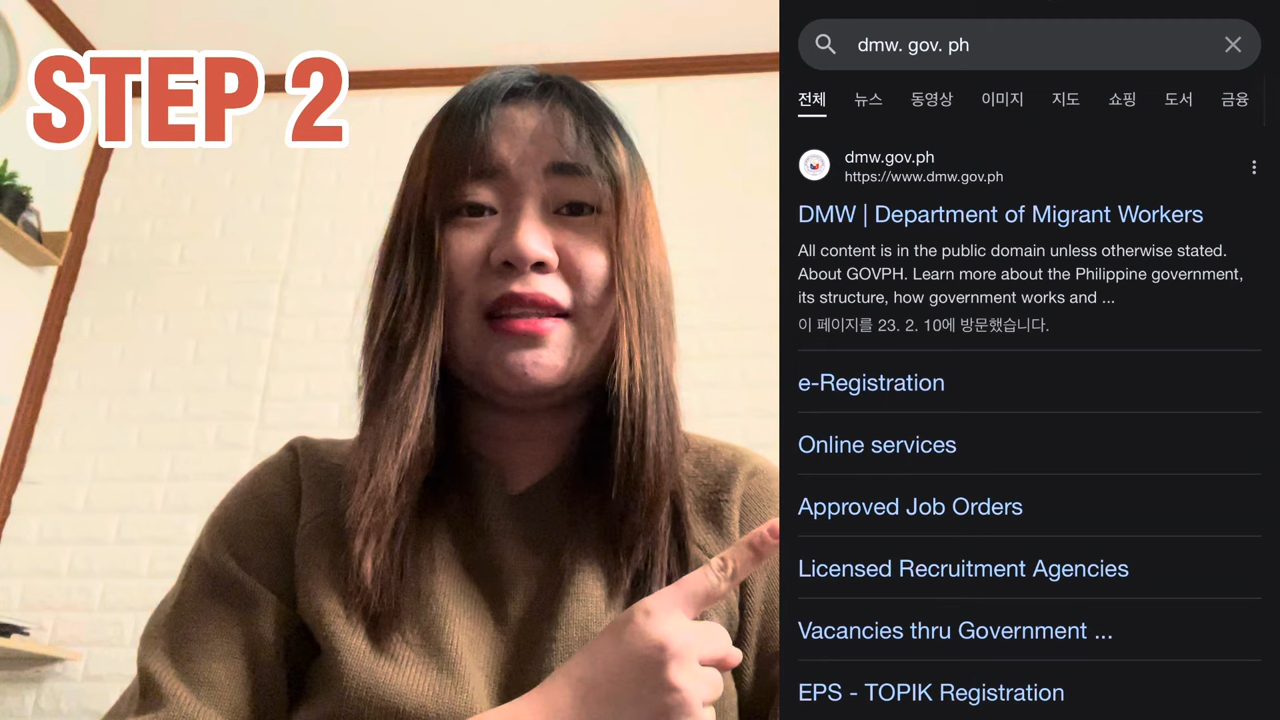 STEP 2
dmw. gov. ph
전체 뉴스 동영상 이미지 지도 쇼핑 도서 금융
dmw.gov.ph
https://www.dmw.gov.ph
DMW | Department of Migrant Workers
All content is in the public domain unless otherwise stated.
About GOVPH. Learn more about the Philippine government,
its structure, how government works and ...
이 페이지를 23. 2. 10에 방문했습니다.
e-Registration
Online services
Approved Job Orders
Licensed Recruitment Agencies
Vacancies thru Government ...
EPS - TOPIK Registration